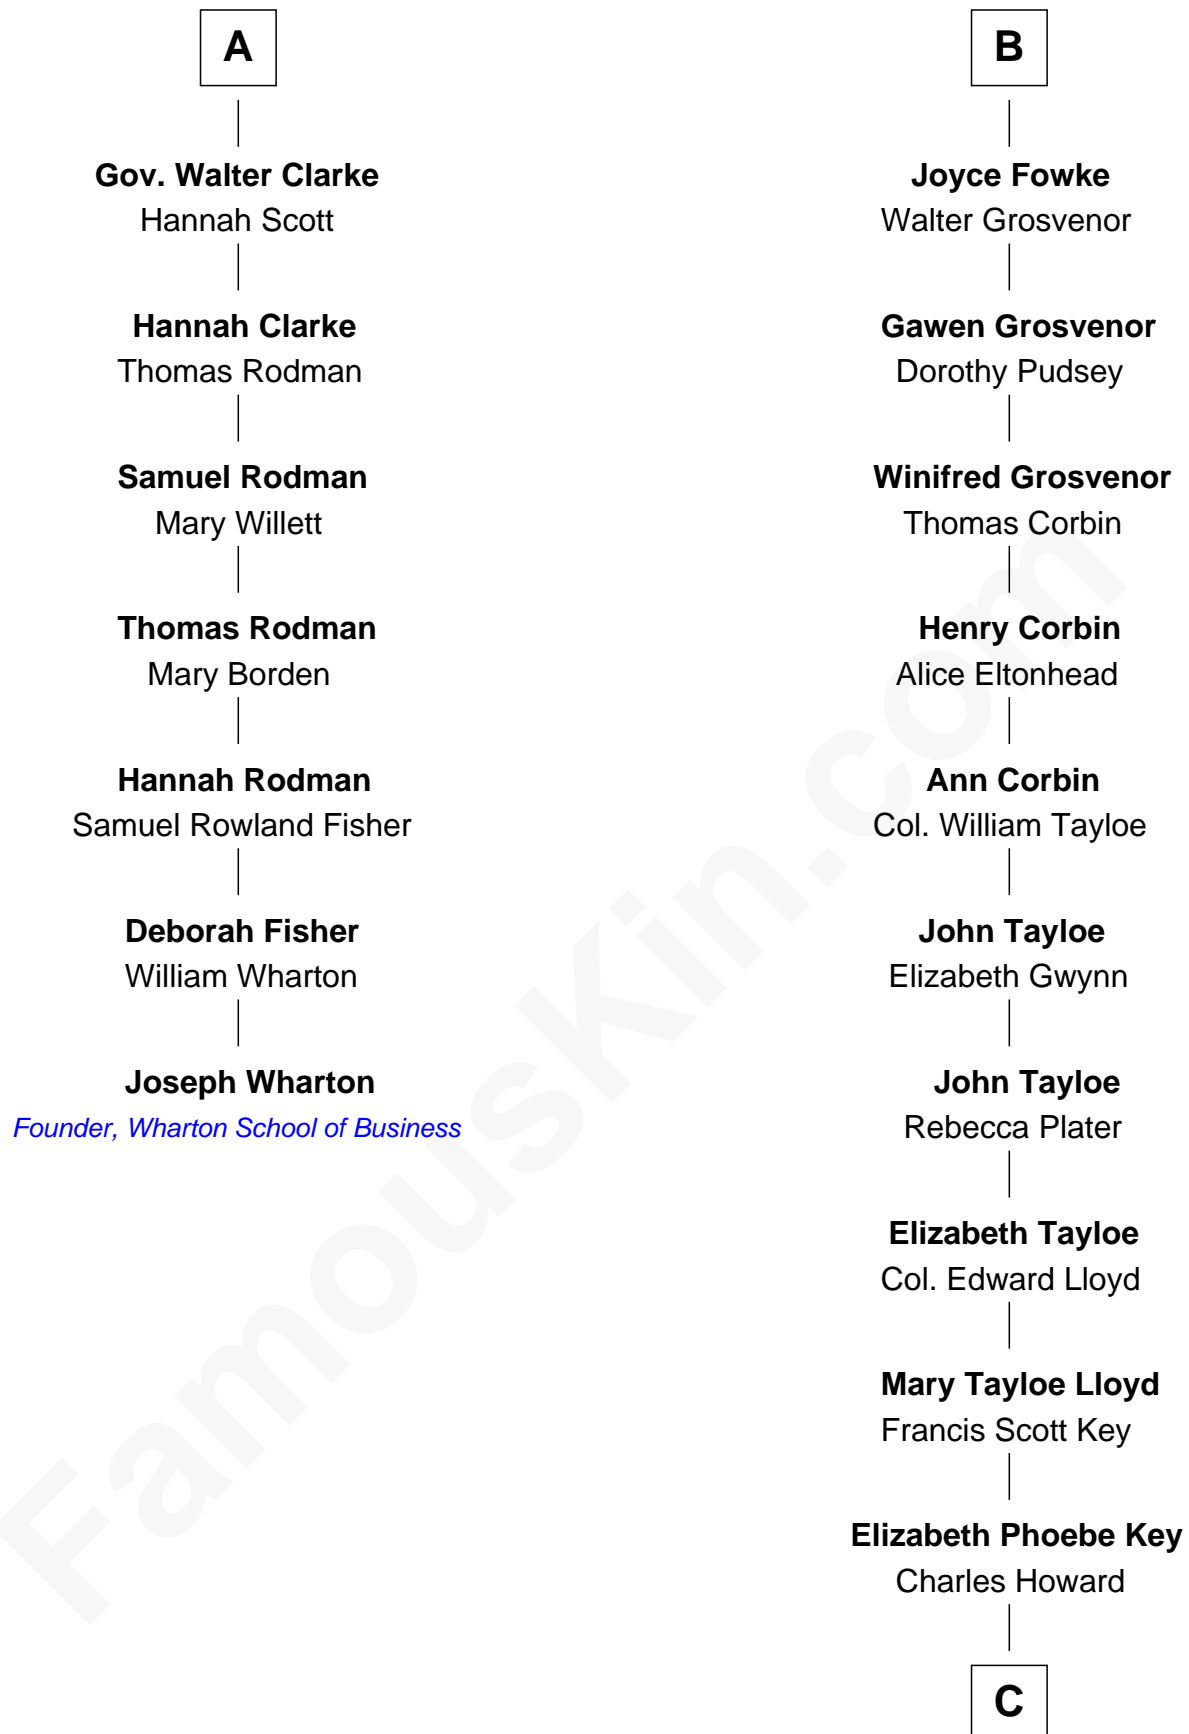 A
Gov. Walter Clarke
Hannah Scott
Hannah Clarke
Thomas Rodman
Samuel Rodman
Mary Willett
Thomas Rodman
Mary Borden
Hannah Rodman
Samuel Rowland Fisher
Deborah Fisher
William Wharton
Joseph Wharton
Founder, Wharton School of Business
B
Joyce Fowke
Walter Grosvenor
Gawen Grosvenor
Dorothy Pudsey
Winifred Grosvenor
Thomas Corbin
Henry Corbin
Alice Eltonhead
Ann Corbin
Col. William Tayloe
John Tayloe
Elizabeth Gwynn
John Tayloe
Rebecca Plater
Elizabeth Tayloe
Col. Edward Lloyd
Mary Tayloe Lloyd
Francis Scott Key
Elizabeth Phoebe Key
Charles Howard
C
FamousKin.com